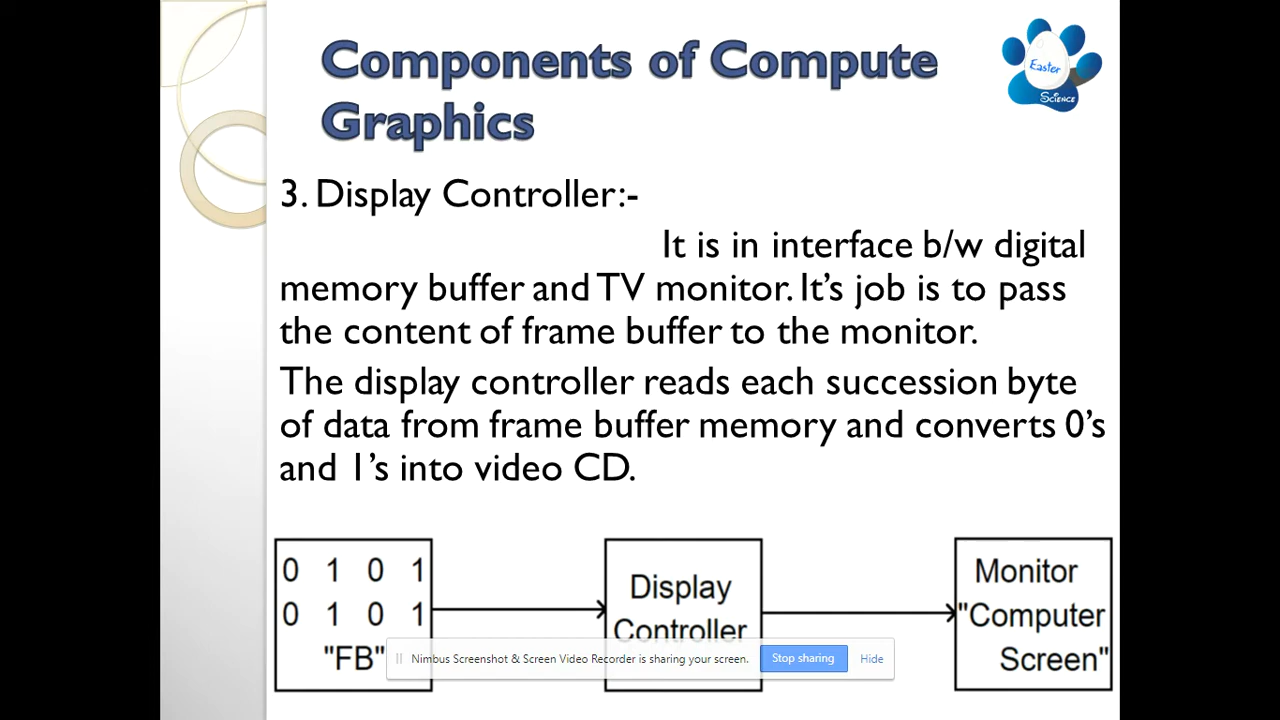 Components of Compute
Graphics
Easter
Science
3. Display Controller:-
It is in interface b/w digital
memory buffer and TV monitor. It’s job is to pass
the content of frame buffer to the monitor.
The display controller reads each succession byte
of data from frame buffer memory and converts 0’s
and 1’s into video CD.
0 1 0 1
0 1 0 1
"FB"
Display
Controller
Monitor
"Computer
Screen"
Nimbus Screenshot & Screen Video Recorder is sharing your screen.
Stop sharing
Hide